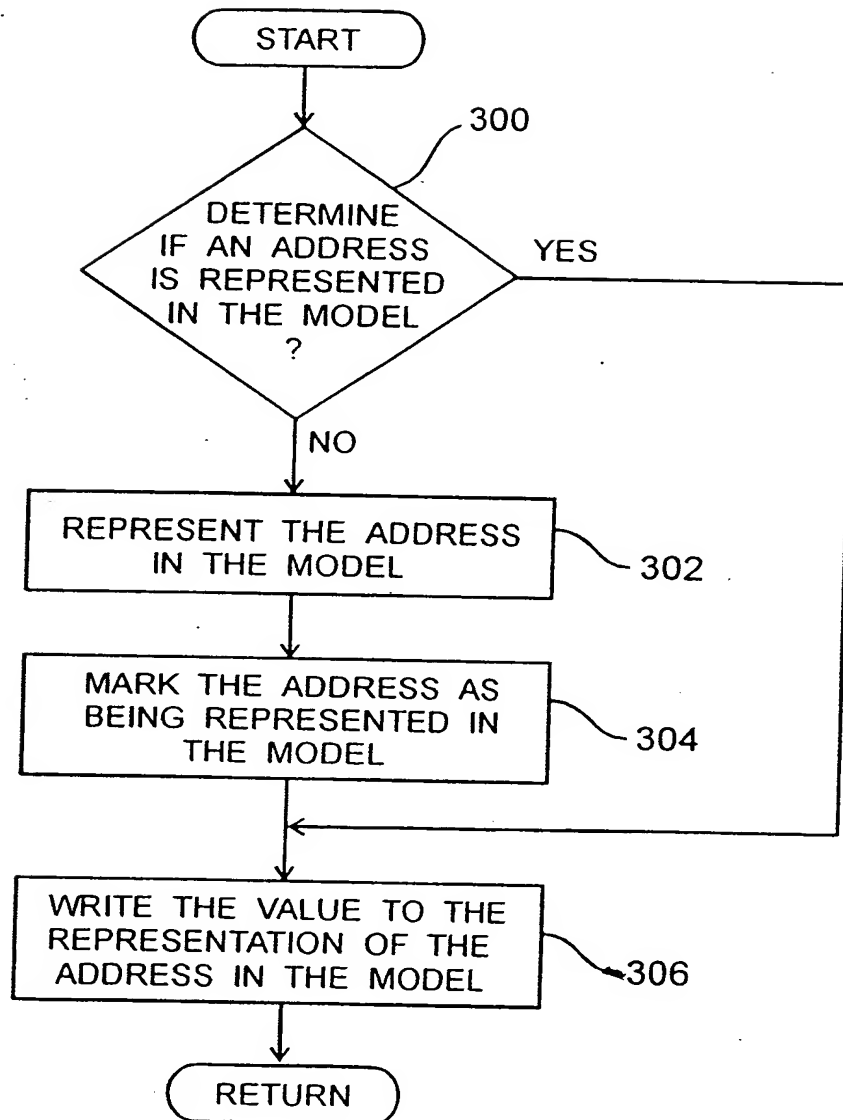 START
300
DETERMINE
IF AN ADDRESS
IS REPRESENTED
IN THE MODEL
?
YES
NO
REPRESENT THE ADDRESS
IN THE MODEL
302
MARK THE ADDRESS AS
BEING REPRESENTED IN
THE MODEL
304
WRITE THE VALUE TO THE
REPRESENTATION OF THE
ADDRESS IN THE MODEL
306
RETURN